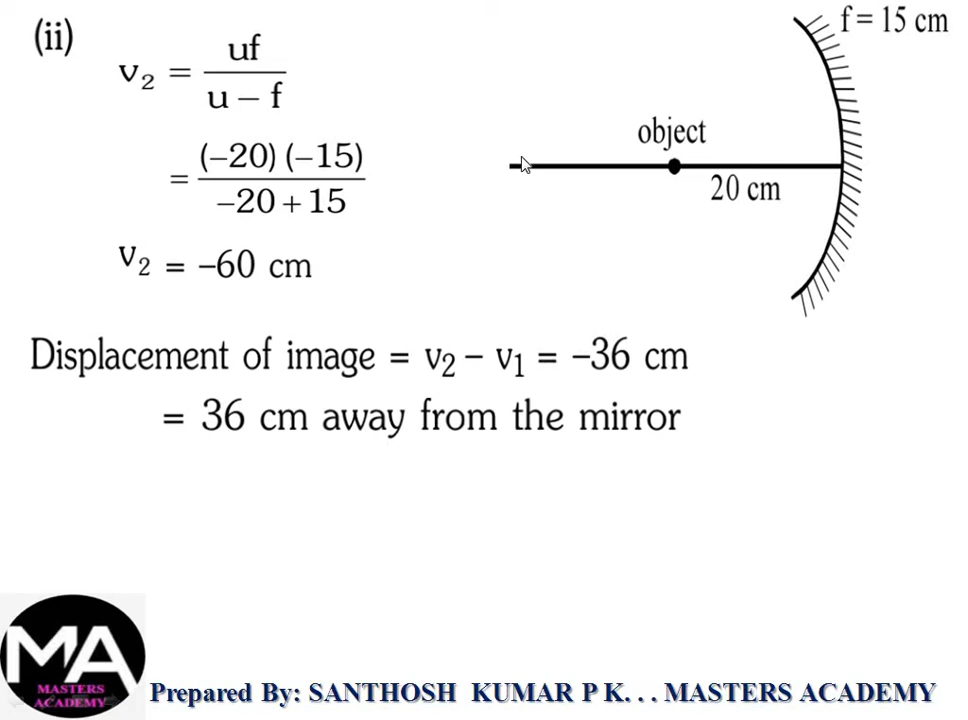 (ii)
v₂ = uf / u – f
= (–20) (–15) / –20 + 15
v₂ = –60 cm
f = 15 cm
object
20 cm
Displacement of image = v₂ – v₁ = –36 cm
= 36 cm away from the mirror
MA
MASTERS
ACADEMY
Prepared By: SANTHOSH KUMAR P K. . . MASTERS ACADEMY